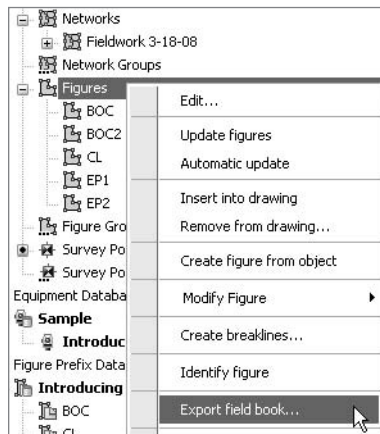 Networks
Fieldwork 3-18-08
Network Groups
Figures
BOC
BOC2
CL
EP1
EP2
Figure Gro
Survey Po
Survey Po
Equipment Databa
Sample
Introduc
Figure Prefix Data
Introducing
BOC
CL
Edit...
Update figures
Automatic update
Insert into drawing
Remove from drawing...
Create figure from object
Modify Figure
Create breaklines...
Identify figure
Export field book...